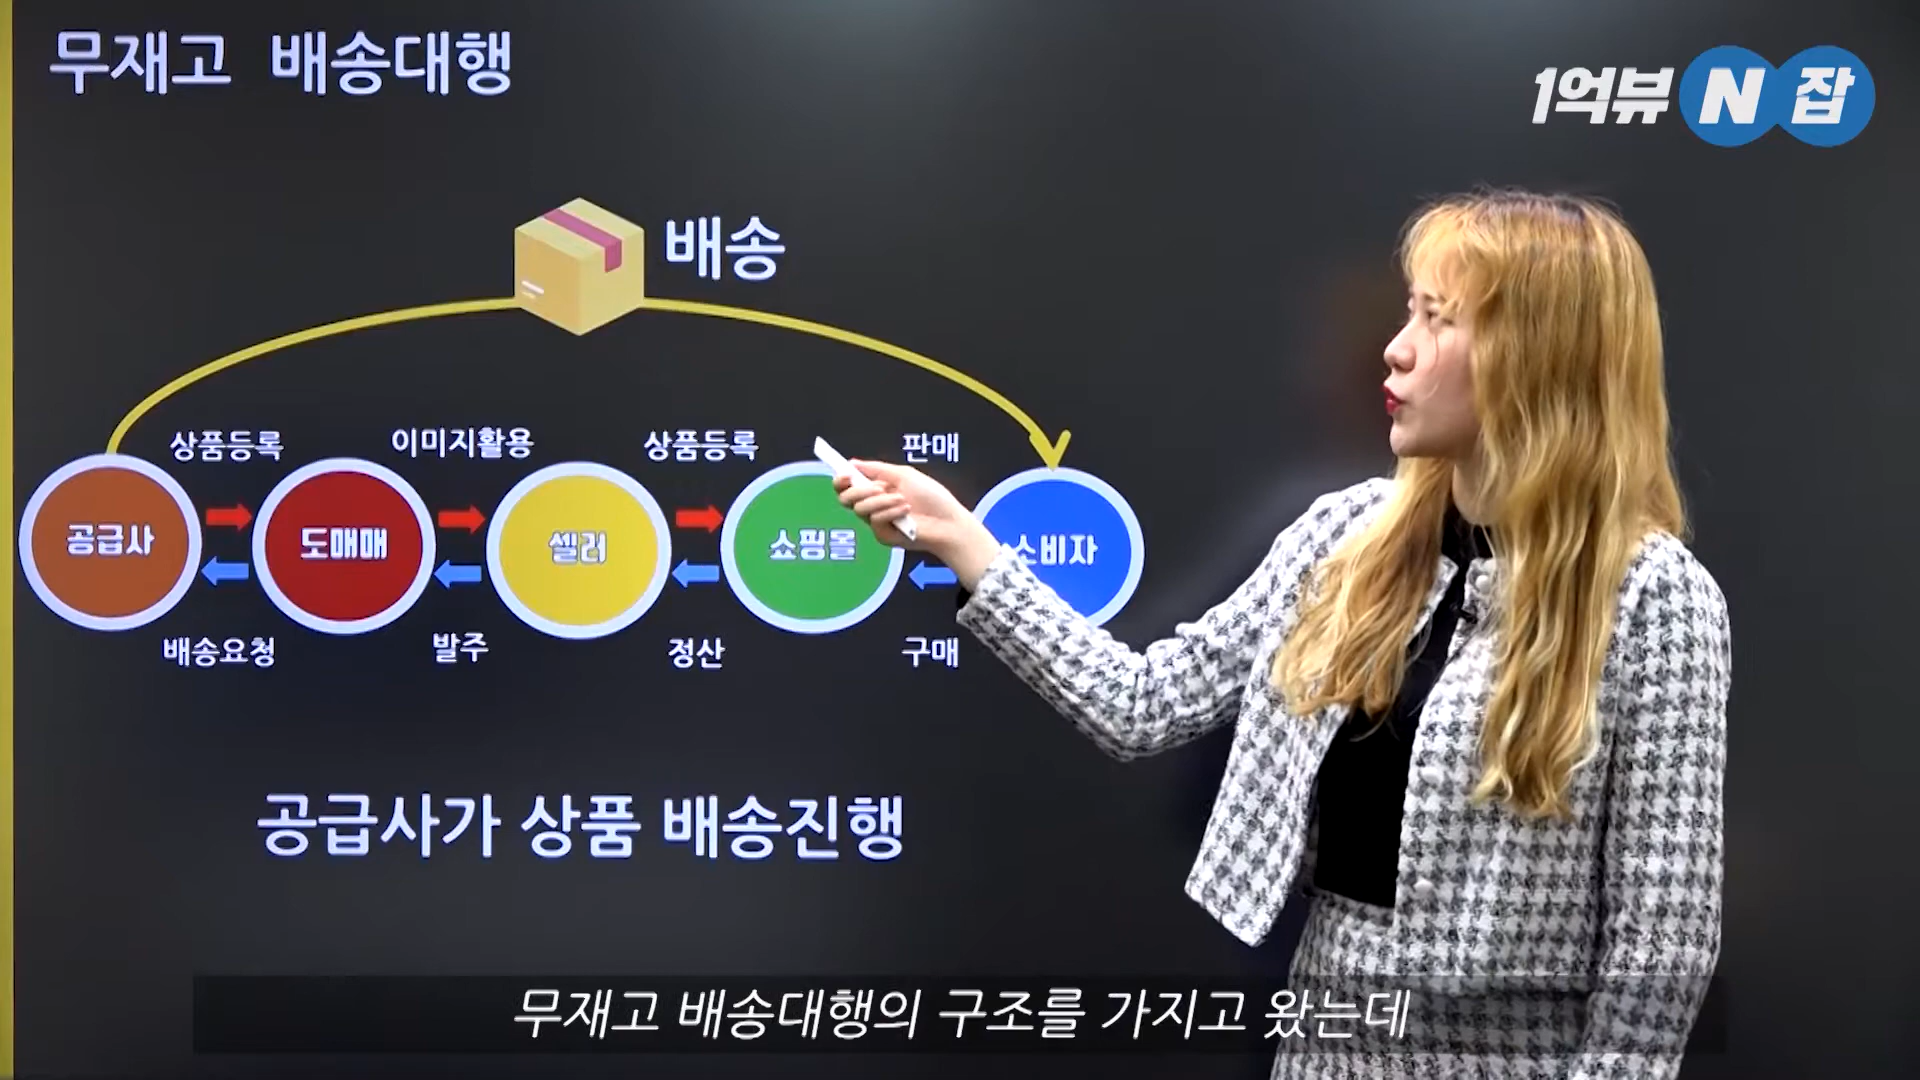 무재고 배송대행
1억뷰 N 잡
배송
상품등록 이미지활용 상품등록 판매
공급사 도매매 셀러 쇼핑몰 소비자
배송요청 발주 정산 구매
공급사가 상품 배송진행
무재고 배송대행의 구조를 가지고 왔는데